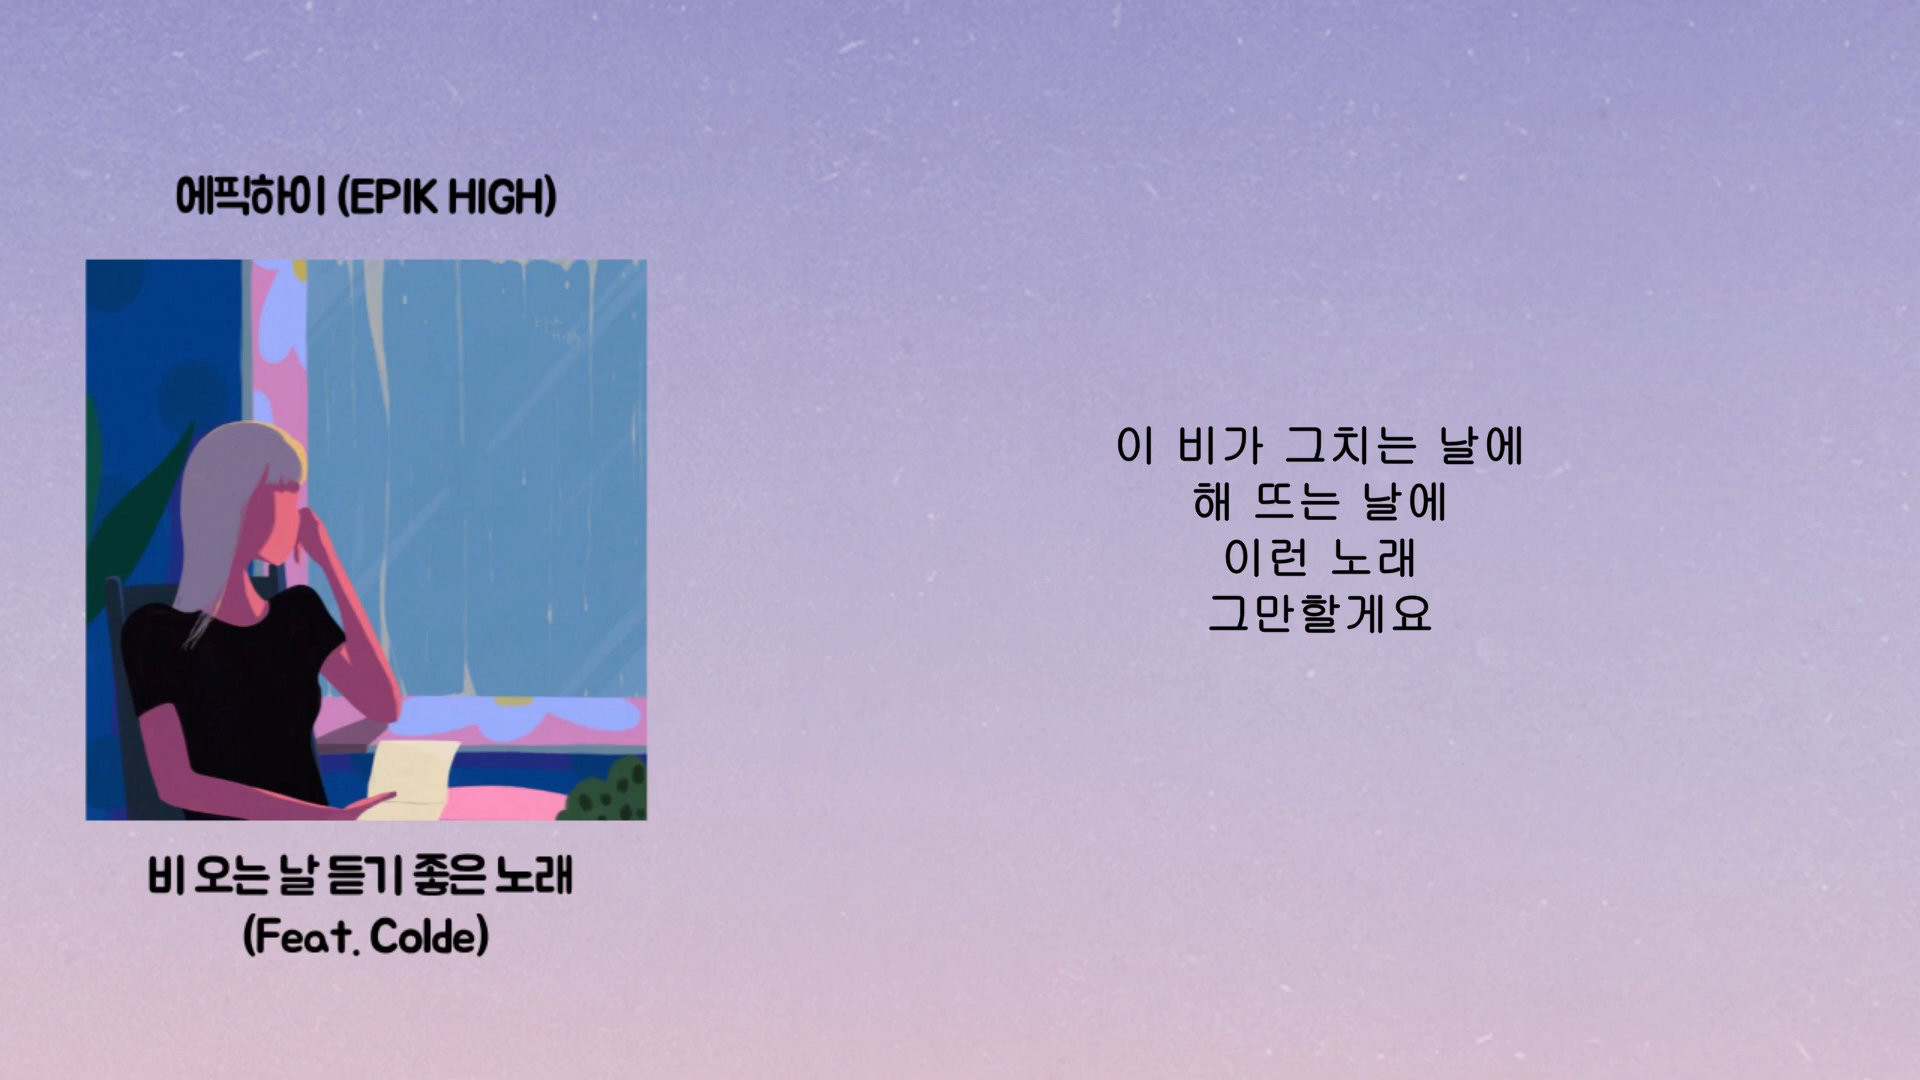 에픽하이 (EPIK HIGH)
Epik
High
비 오는 날 듣기 좋은 노래
(Feat. Colde)
이 비가 그치는 날에
해 뜨는 날에
이런 노래
그만할게요